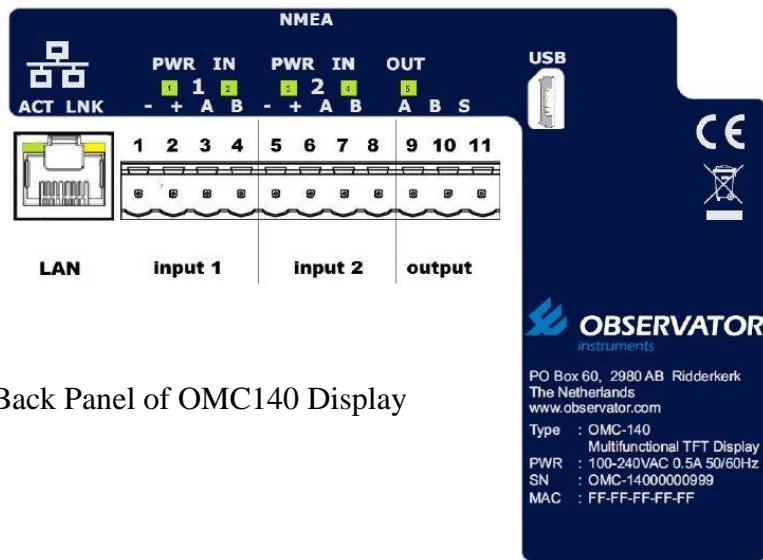 NMEA
USB
PWR IN PWR IN OUT
1 2 3 4 5
1 2
ACT LNK - + A B - + A B A B S
1 2 3 4 5 6 7 8 9 10 11
LAN input 1 input 2 output
CE
OBSERVATOR
instruments
PO Box 60, 2980 AB Ridderkerk
The Netherlands
www.observator.com
Type : OMC-140
Multifunctional TFT Display
PWR : 100-240VAC 0.5A 50/60Hz
SN : OMC-14000000999
MAC : FF-FF-FF-FF-FF
Back Panel of OMC140 Display